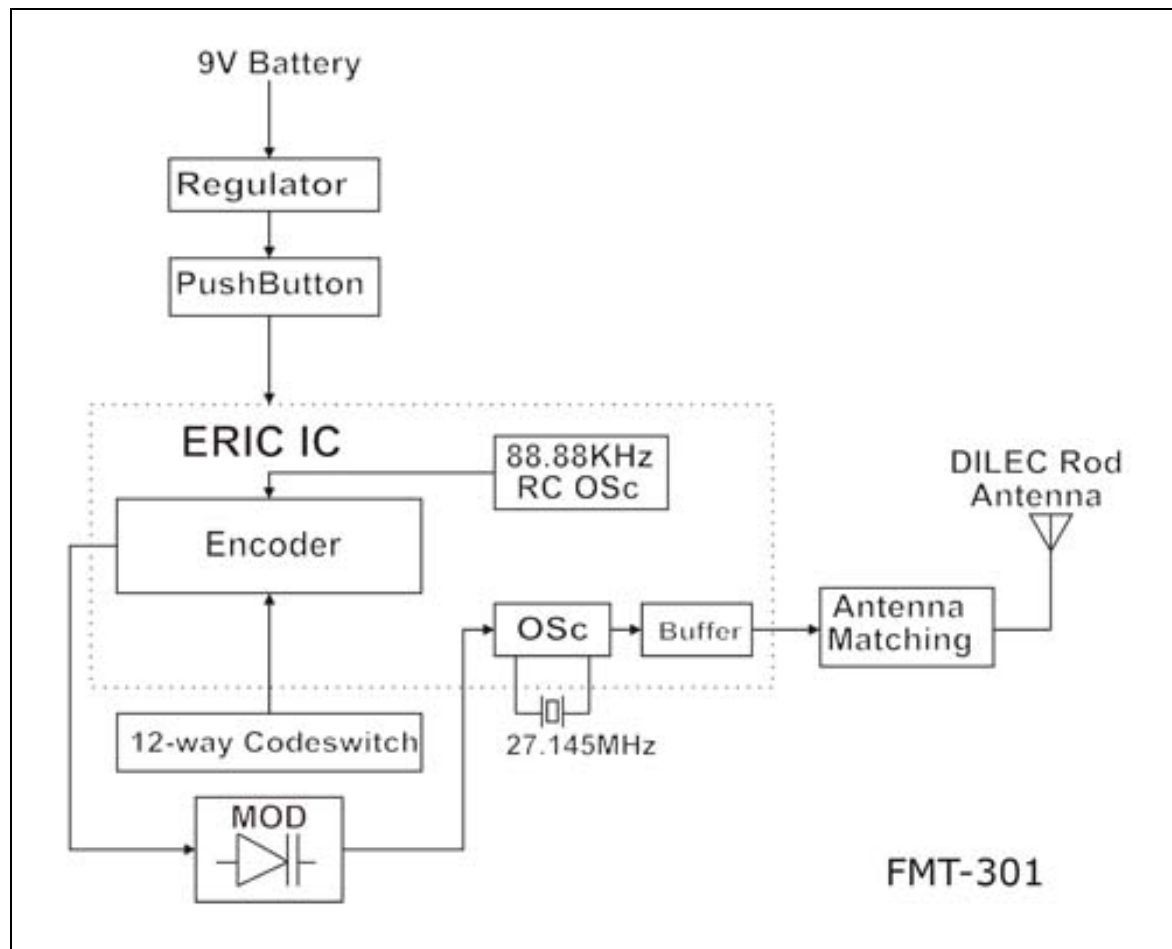 9V Battery
Regulator
PushButton
ERIC IC
88.88KHz
RC OSc
Encoder
DILEC Rod
Antenna
OSc
Buffer
Antenna
Matching
12-way Codeswitch
27.145MHz
MOD
FMT-301